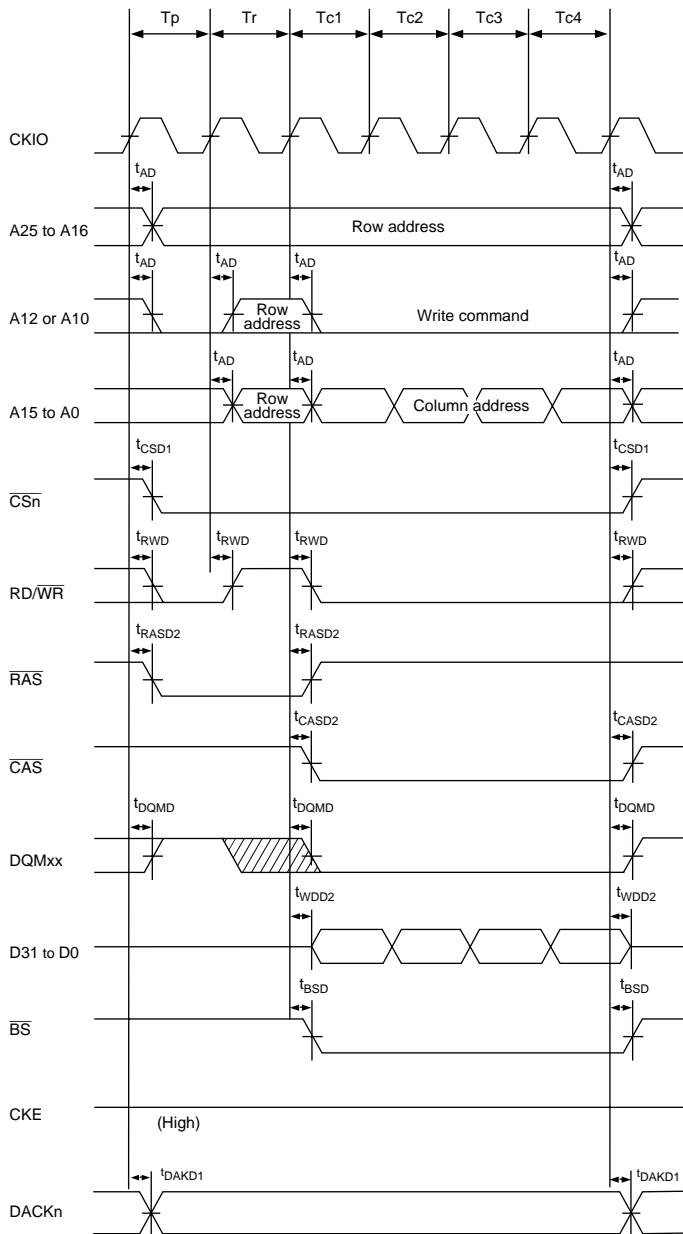 Tp Tr Tc1 Tc2 Tc3 Tc4
CKIO
tAD tAD
A25 to A16 Row address
tAD tAD tAD tAD
A12 or A10 Row address Write command
tAD tAD tAD
A15 to A0 Row address Column address
tCSD1 tCSD1
CSn
tRWD tRWD tRWD tRWD
RD/WR
tRASD2 tRASD2
RAS
tCASD2 tCASD2
CAS
tDQMD tDQMD tDQMD
DQMxx
tWDD2 tWDD2
D31 to D0
tBSD tBSD
BS
CKE
(High)
tDAKD1 tDAKD1
DACKn